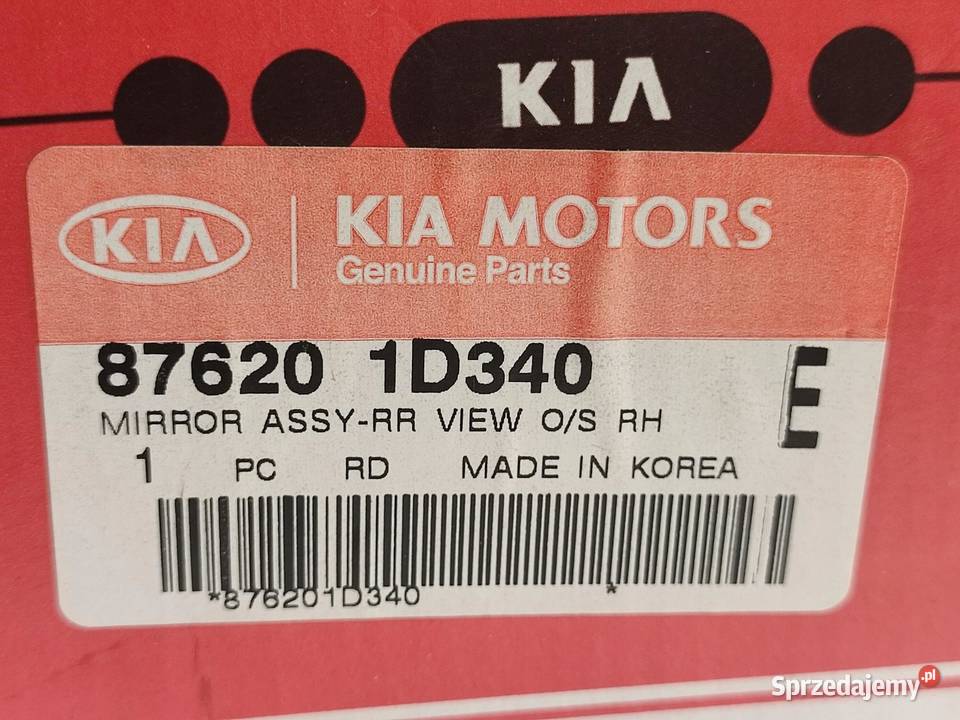 KIA
KIA
KIA MOTORS
Genuine Parts
87620 1D340
E
MIRROR ASSY-RR VIEW O/S RH
1 PC RD MADE IN KOREA
*876201D340 *
Sprzedajemy.pl